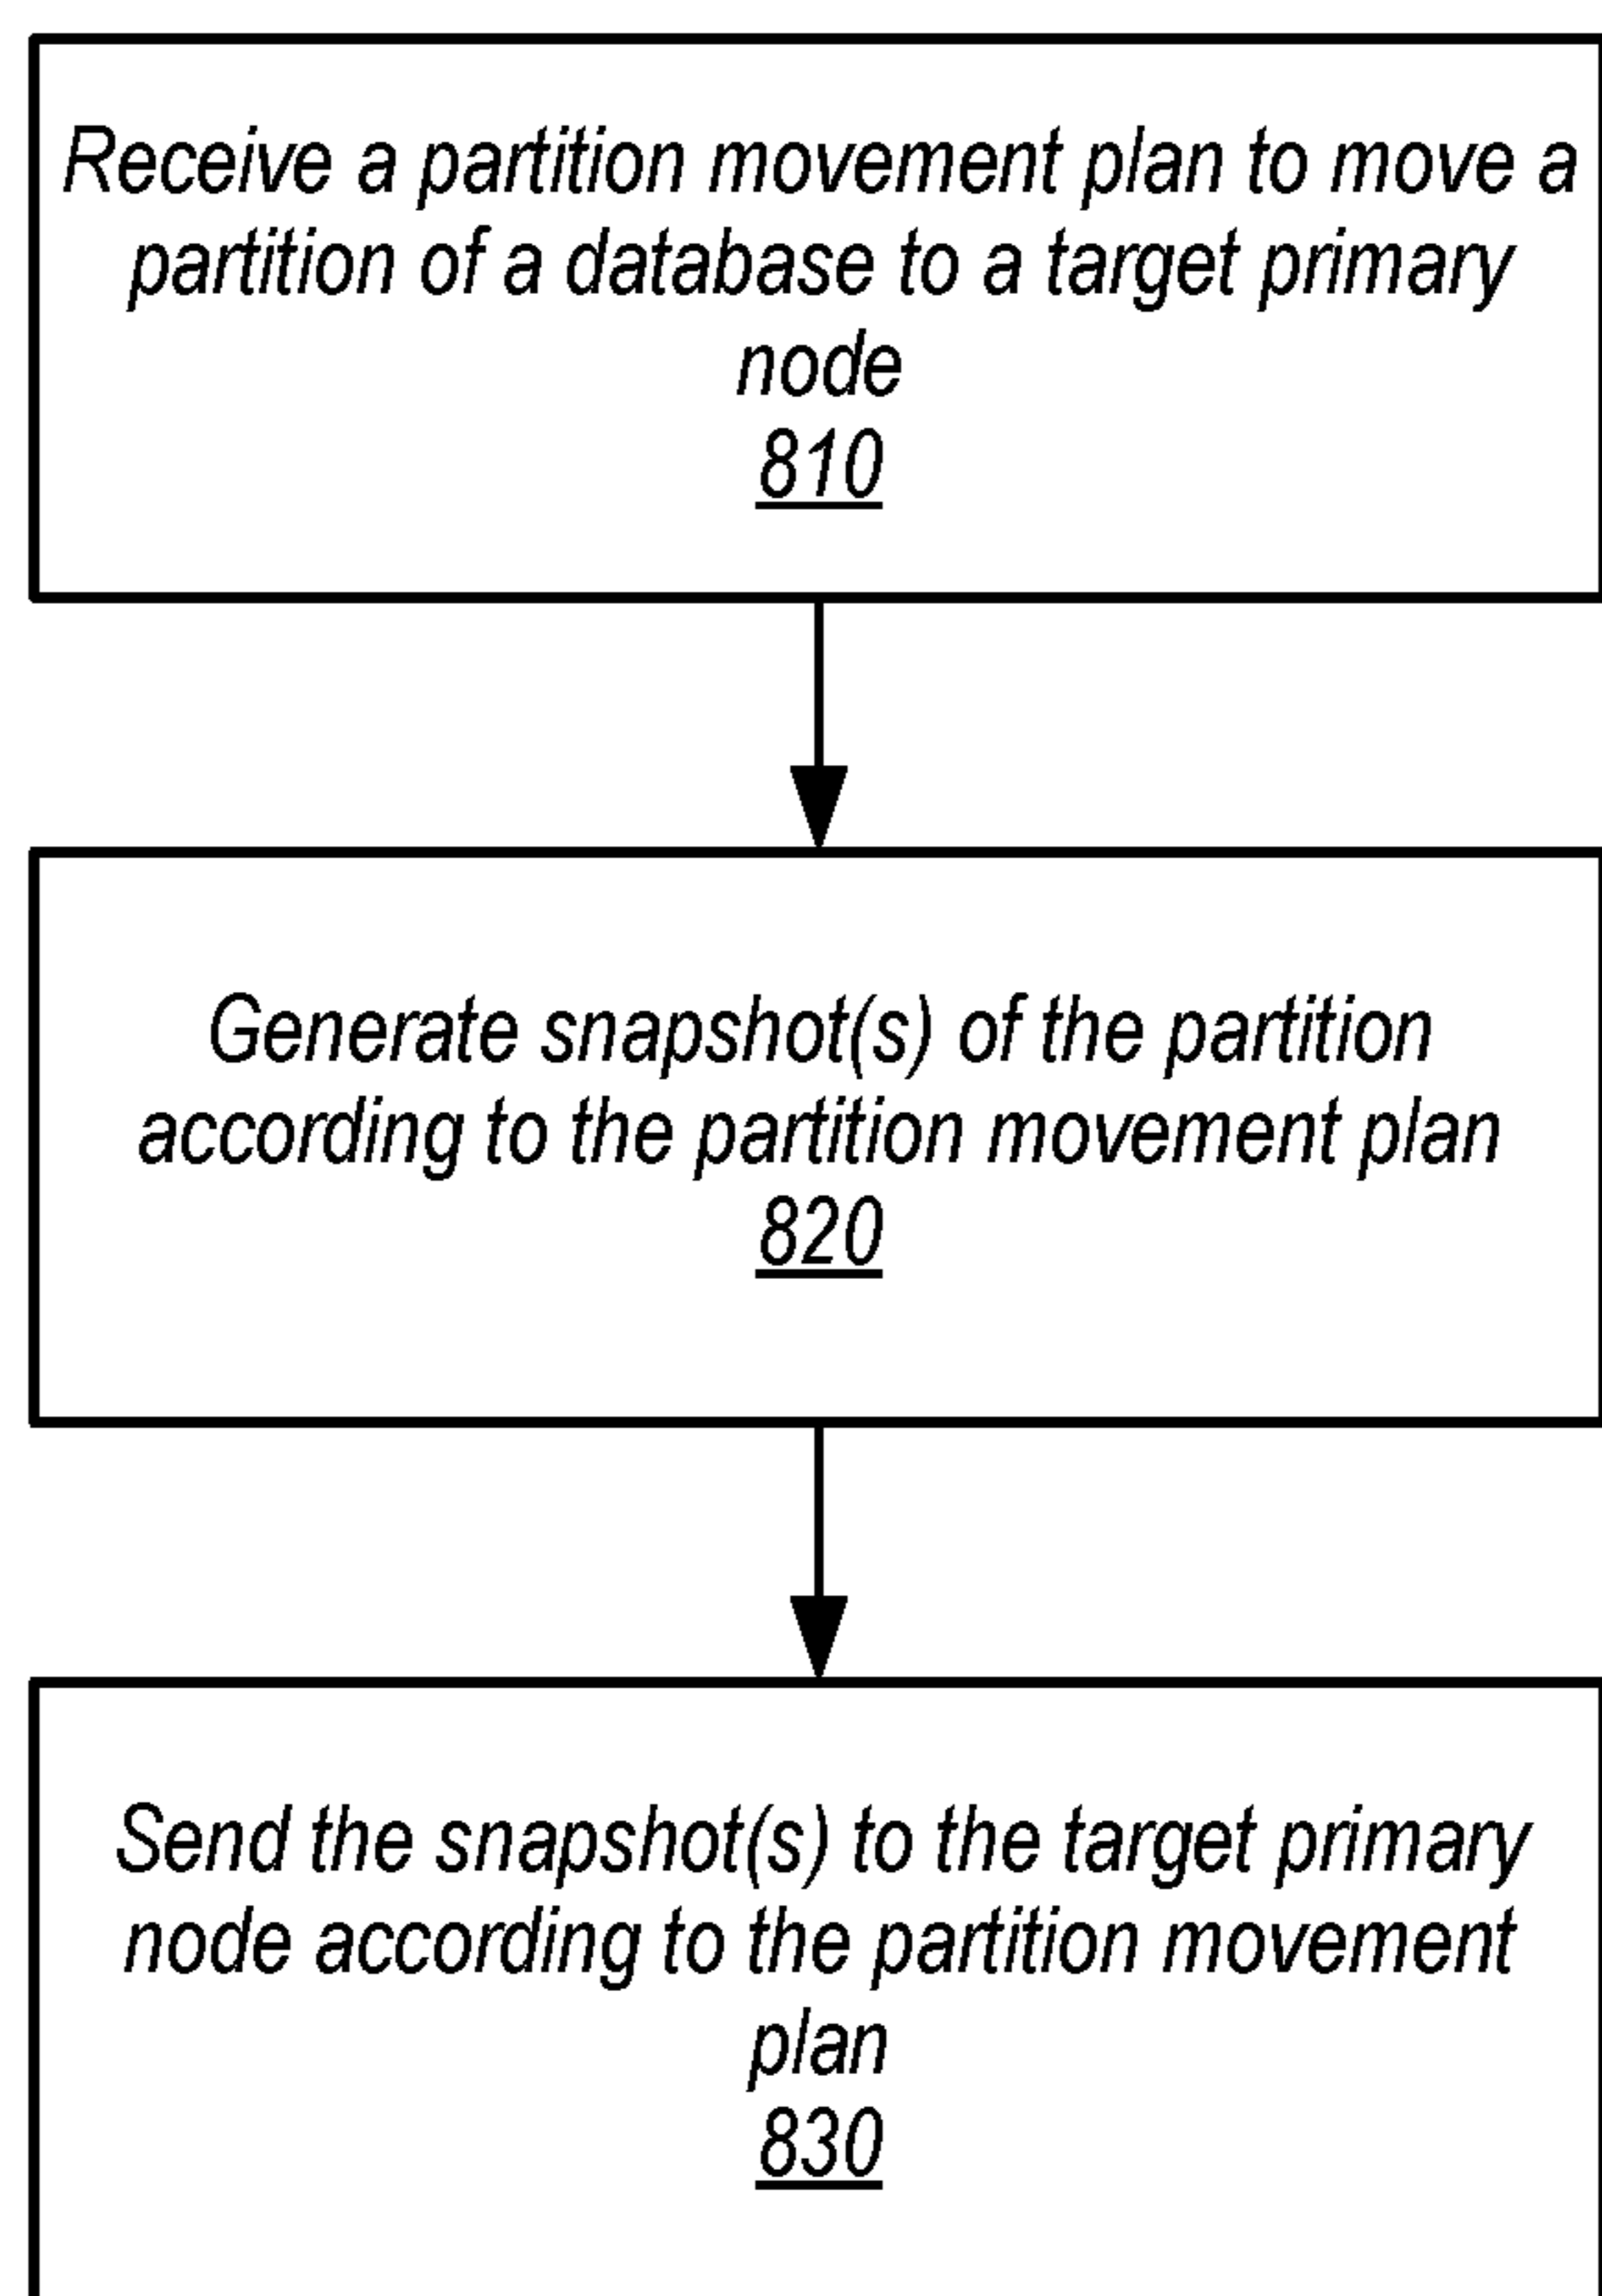 Receive a partition movement plan to move a
partition of a database to a target primary
node
810
Generate snapshot(s) of the partition
according to the partition movement plan
820
Send the snapshot(s) to the target primary
node according to the partition movement
plan
830